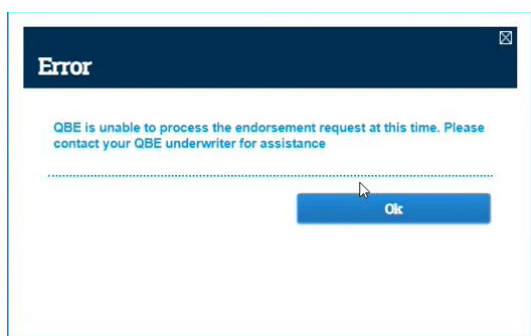 Error
QBE is unable to process the endorsement request at this time. Please
contact your QBE underwriter for assistance
Ok